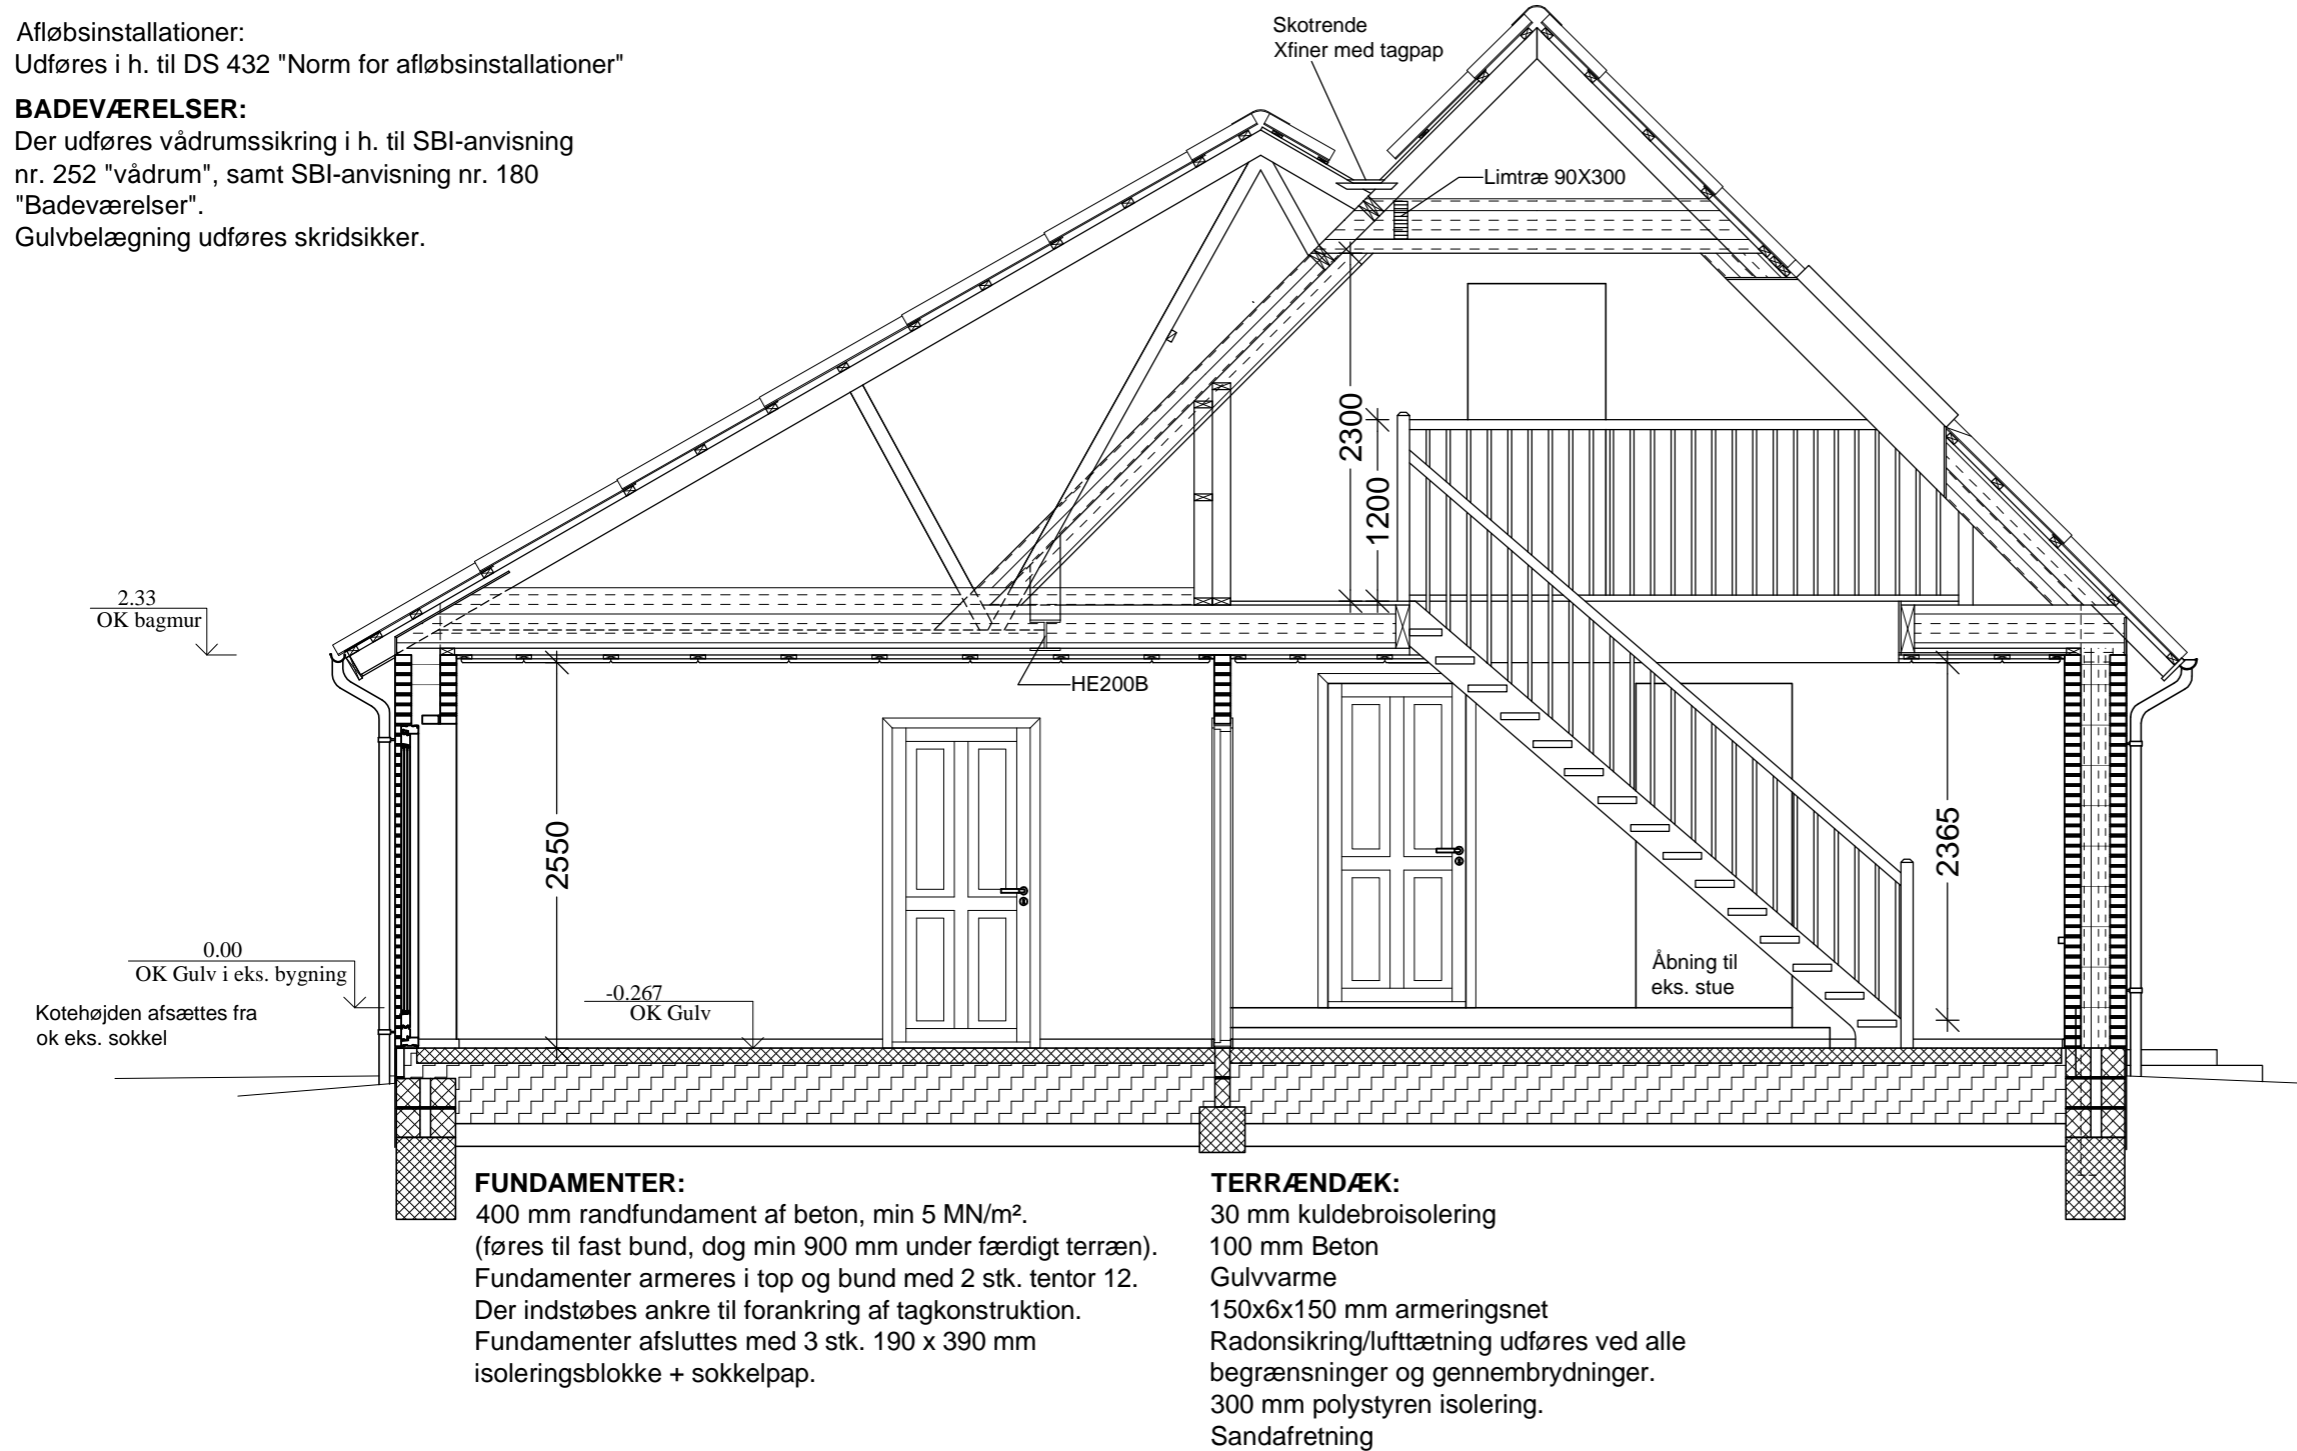 Afløbsinstallationer:
Udføres i h. til DS 432 "Norm for afløbsinstallationer"
BADEVÆRELSER:
Der udføres vådrumssikring i h. til SBI-anvisning
nr. 252 "vådrum", samt SBI-anvisning nr. 180
"Badeværelser".
Gulvbelægning udføres skridsikker.
Skotrende
Xfiner med tagpap
Limtræ 90X300
2300
1200
2.33
OK bagmur
HE200B
2550
2365
0.00
OK Gulv i eks. bygning
Kotehøjden afsættes fra
ok eks. sokkel
-0.267
OK Gulv
Åbning til
eks. stue
FUNDAMENTER:
400 mm randfundament af beton, min 5 MN/m².
(føres til fast bund, dog min 900 mm under færdigt terræn).
Fundamenter armeres i top og bund med 2 stk. tentor 12.
Der indstøbes ankre til forankring af tagkonstruktion.
Fundamenter afsluttes med 3 stk. 190 x 390 mm
isoleringsblokke + sokkelpap.
TERRÆNDÆK:
30 mm kuldebroisolering
100 mm Beton
Gulvvarme
150x6x150 mm armeringsnet
Radonsikring/lufttætning udføres ved alle
begrænsninger og gennembrydninger.
300 mm polystyren isolering.
Sandafretning